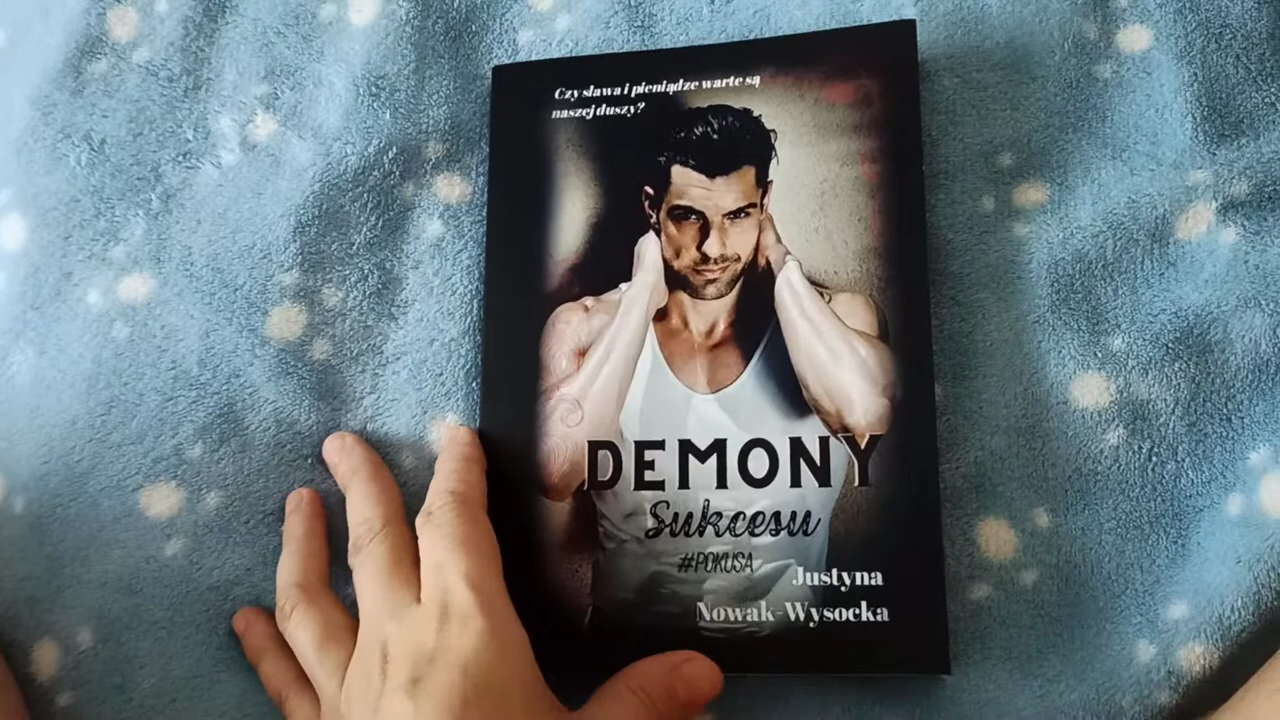 Czy sława i pieniądze warte są
naszej duszy?
DEMONY
Sukcesu
#POKUSA
Justyna
Nowak-Wysocka